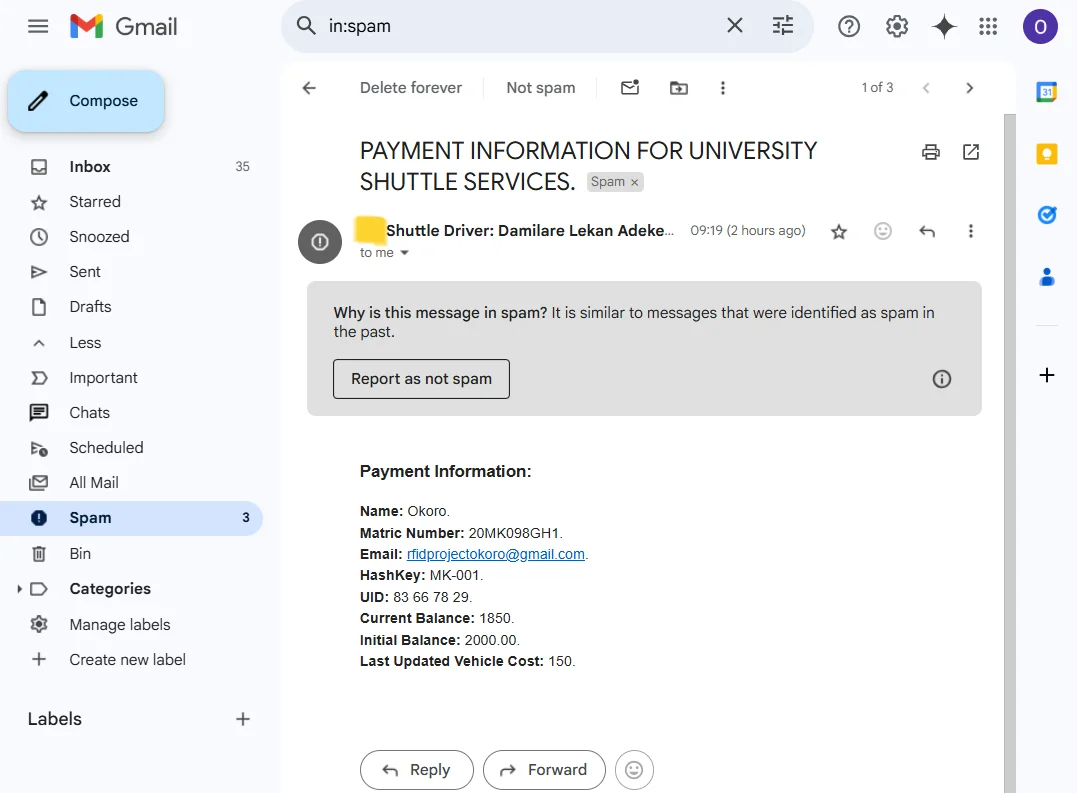 Gmail
in:spam
O
Compose
Delete forever
Not spam
1 of 3
31
Inbox 35
Starred
Snoozed
Sent
Drafts
Less
Important
Chats
Scheduled
All Mail
Spam 3
Bin
Categories
Manage labels
Create new label
Labels
PAYMENT INFORMATION FOR UNIVERSITY
SHUTTLE SERVICES. Spam ×
Shuttle Driver: Damilare Lekan Adeke... 09:19 (2 hours ago)
to me
Why is this message in spam? It is similar to messages that were identified as spam in
the past.
Report as not spam
Payment Information:
Name: Okoro.
Matric Number: 20MK098GH1.
Email: rfidprojectokoro@gmail.com.
HashKey: MK-001.
UID: 83 66 78 29.
Current Balance: 1850.
Initial Balance: 2000.00.
Last Updated Vehicle Cost: 150.
Reply
Forward